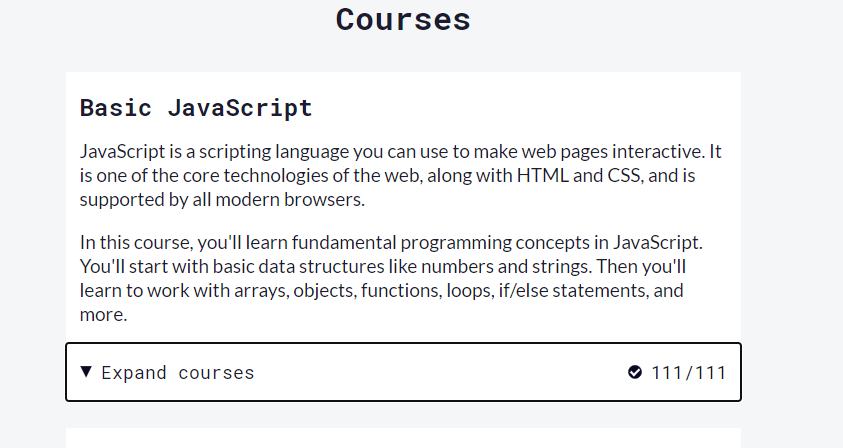 Courses
Basic JavaScript
JavaScript is a scripting language you can use to make web pages interactive. It
is one of the core technologies of the web, along with HTML and CSS, and is
supported by all modern browsers.
In this course, you'll learn fundamental programming concepts in JavaScript.
You'll start with basic data structures like numbers and strings. Then you'll
learn to work with arrays, objects, functions, loops, if/else statements, and
more.
Expand courses 111/111